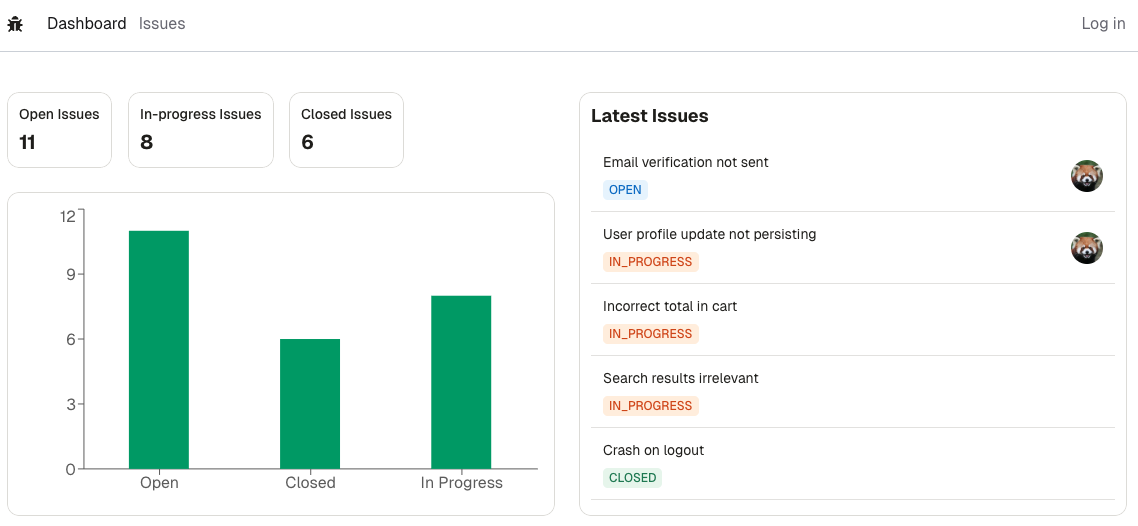 Dashboard Issues Log in
Open Issues
11
In-progress Issues
8
Closed Issues
6
12
9
6
3
0
Open Closed In Progress
Latest Issues
Email verification not sent
OPEN
User profile update not persisting
IN_PROGRESS
Incorrect total in cart
IN_PROGRESS
Search results irrelevant
IN_PROGRESS
Crash on logout
CLOSED